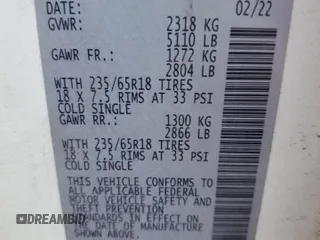 DATE: 02/22
GVWR: 2318 KG
5110 LB
GAWR FR.: 1272 KG
2804 LB
WITH 235/65R18 TIRES
18 X 7.5 RIMS AT 33 PSI
COLD SINGLE
GAWR RR.: 1300 KG
2866 LB
WITH 235/65R18 TIRES
18 X 7.5 RIMS AT 33 PSI
COLD SINGLE
THIS VEHICLE CONFORMS TO
ALL APPLICABLE FEDERAL
MOTOR VEHICLE SAFETY AND
THEFT PREVENTION
STANDARDS IN EFFECT ON
THE DATE OF MANUFACTURE
SHOWN ABOVE.
DREAMBID